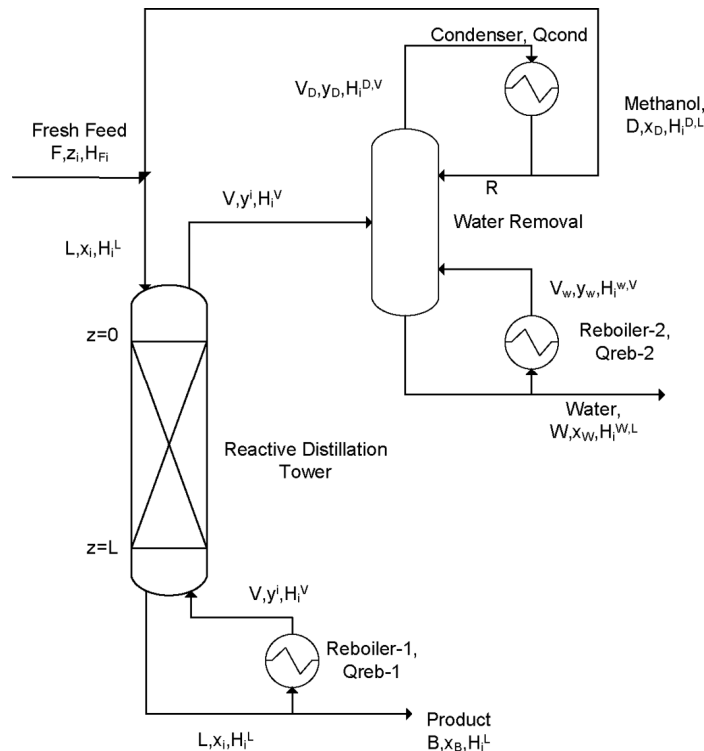 Condenser, Qcond
V_D,y_D,H_i^{D,V}
Methanol,
D,x_D,H_i^{D,L}
Fresh Feed
F,z_i,H_{Fi}
R
V,y^i,H_i^V
Water Removal
L,x_i,H_i^L
V_w,y_w,H_i^{w,V}
z=0
Reboiler-2,
Qreb-2
Water,
W,x_W,H_i^{W,L}
Reactive Distillation
Tower
z=L
V,y^i,H_i^V
Reboiler-1,
Qreb-1
L,x_i,H_i^L
Product
B,x_B,H_i^L